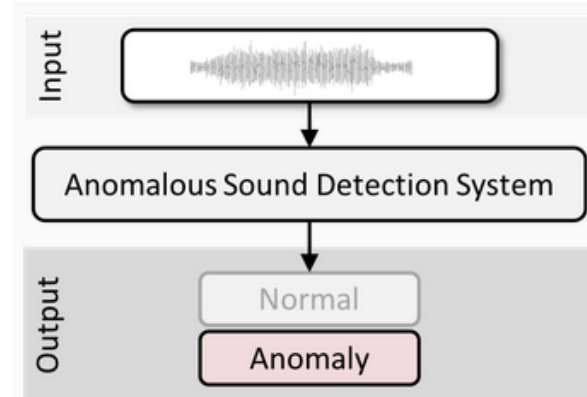 Input
Anomalous Sound Detection System
Output
Normal
Anomaly